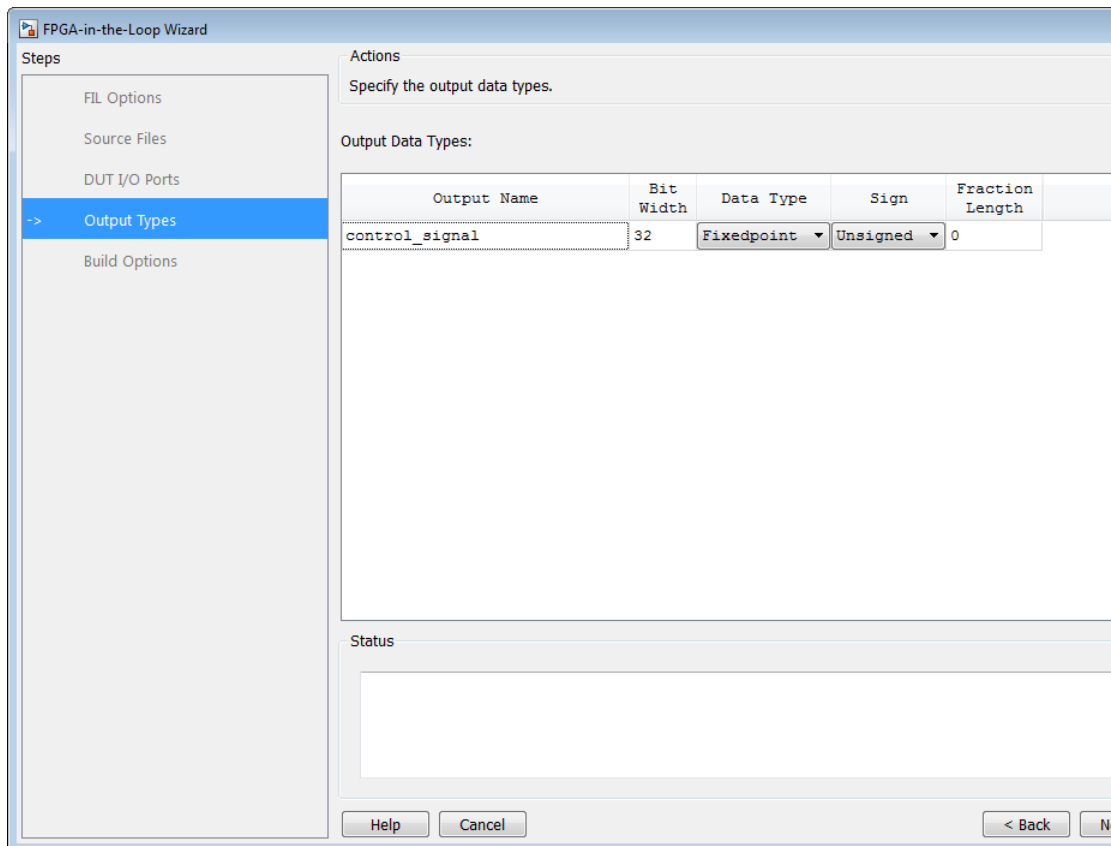 FPGA-in-the-Loop Wizard
Steps
FIL Options
Source Files
DUT I/O Ports
-> Output Types
Build Options
Actions
Specify the output data types.
Output Data Types:
Output Name Bit Width Data Type Sign Fraction Length
control_signal 32 Fixedpoint Unsigned 0
Status
Help Cancel < Back